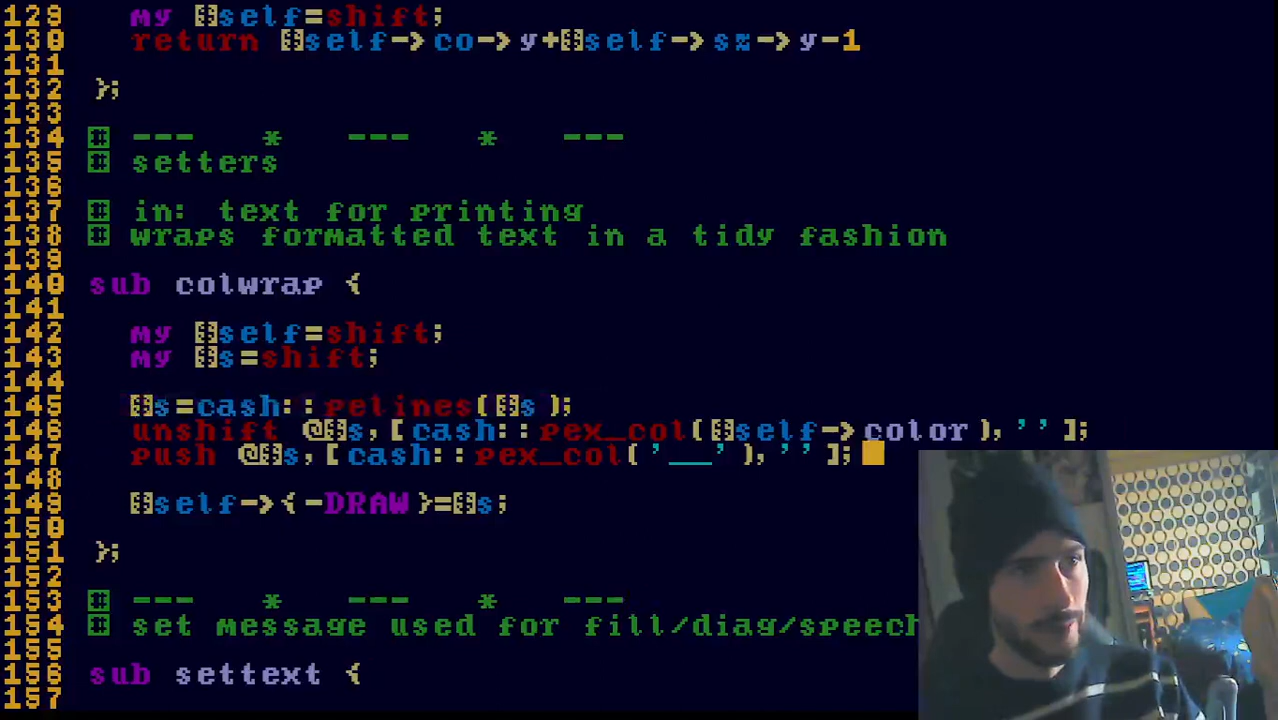 129 my $self=shift;
130 return $self->co->y+$self->sz->y-1
131
132 };
133
134 # --- * --- * ---
135 # setters
136
137 # in: text for printing
138 # wraps formatted text in a tidy fashion
139
140 sub colwrap {
141
142 my $self=shift;
143 my $s=shift;
144
145 $s=cash::pelines($s);
146 unshift @$s,[cash::pex_col($self->color),''];
147 push @$s,[cash::pex_col('__'),''];
148
149 $self->{-DRAW}=$s;
150
151 };
152
153 # --- * --- * ---
154 # set message used for fill/diag/speech
155
156 sub settext {
157